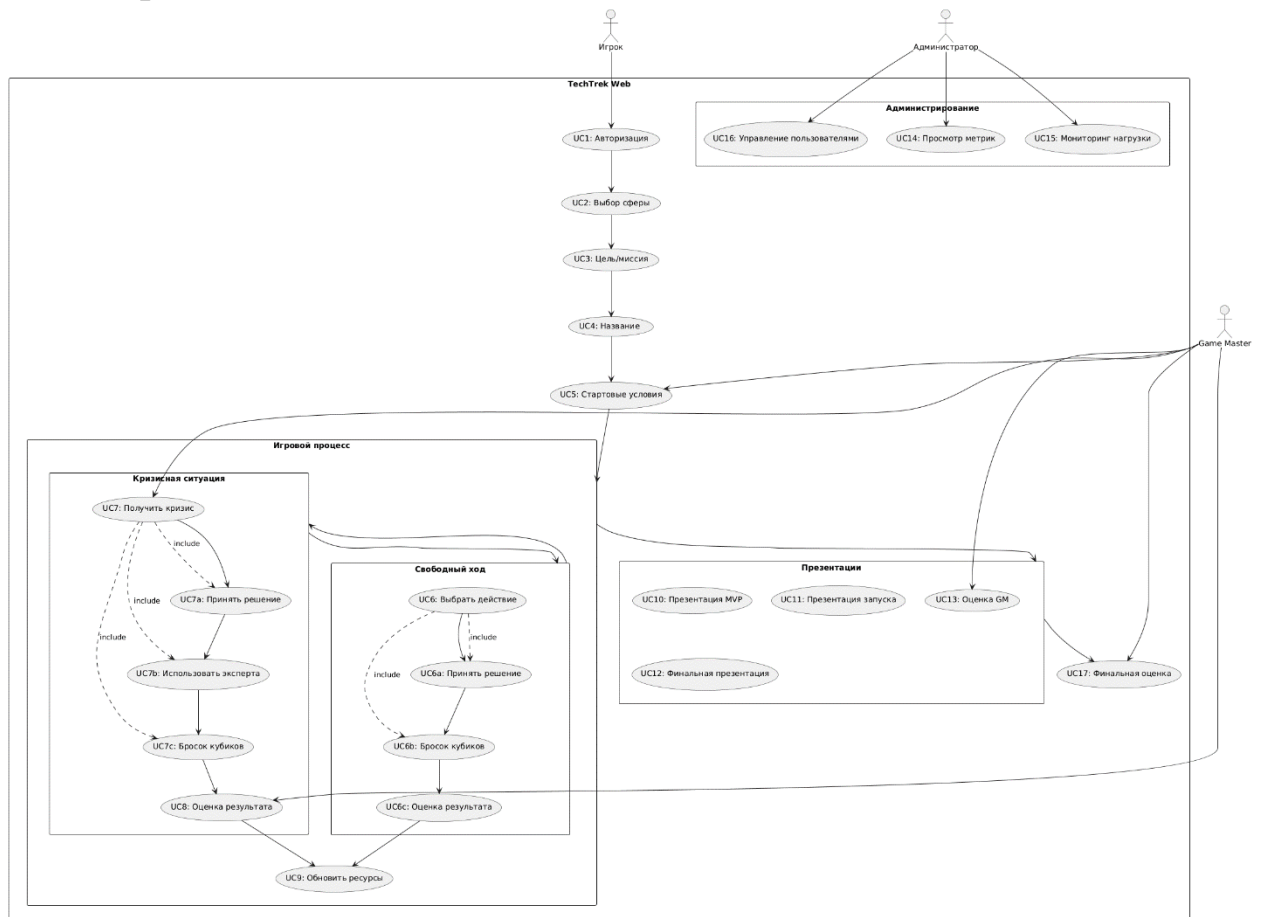 Игрок
Администратор
TechTrek Web
Администрирование
UC1: Авторизация
UC16: Управление пользователями
UC14: Просмотр метрик
UC15: Мониторинг нагрузки
UC2: Выбор сферы
UC3: Цель/миссия
UC4: Название
Game Master
UC5: Стартовые условия
Игровой процесс
Кризисная ситуация
UC7: Получить кризис
include
include
include
UC7a: Принять решение
UC7b: Использовать эксперта
UC7c: Бросок кубиков
UC8: Оценка результата
Свободный ход
UC6: Выбрать действие
include
include
UC6a: Принять решение
UC6b: Бросок кубиков
UC6c: Оценка результата
UC9: Обновить ресурсы
Презентации
UC10: Презентация MVP
UC11: Презентация запуска
UC13: Оценка GM
UC12: Финальная презентация
UC17: Финальная оценка